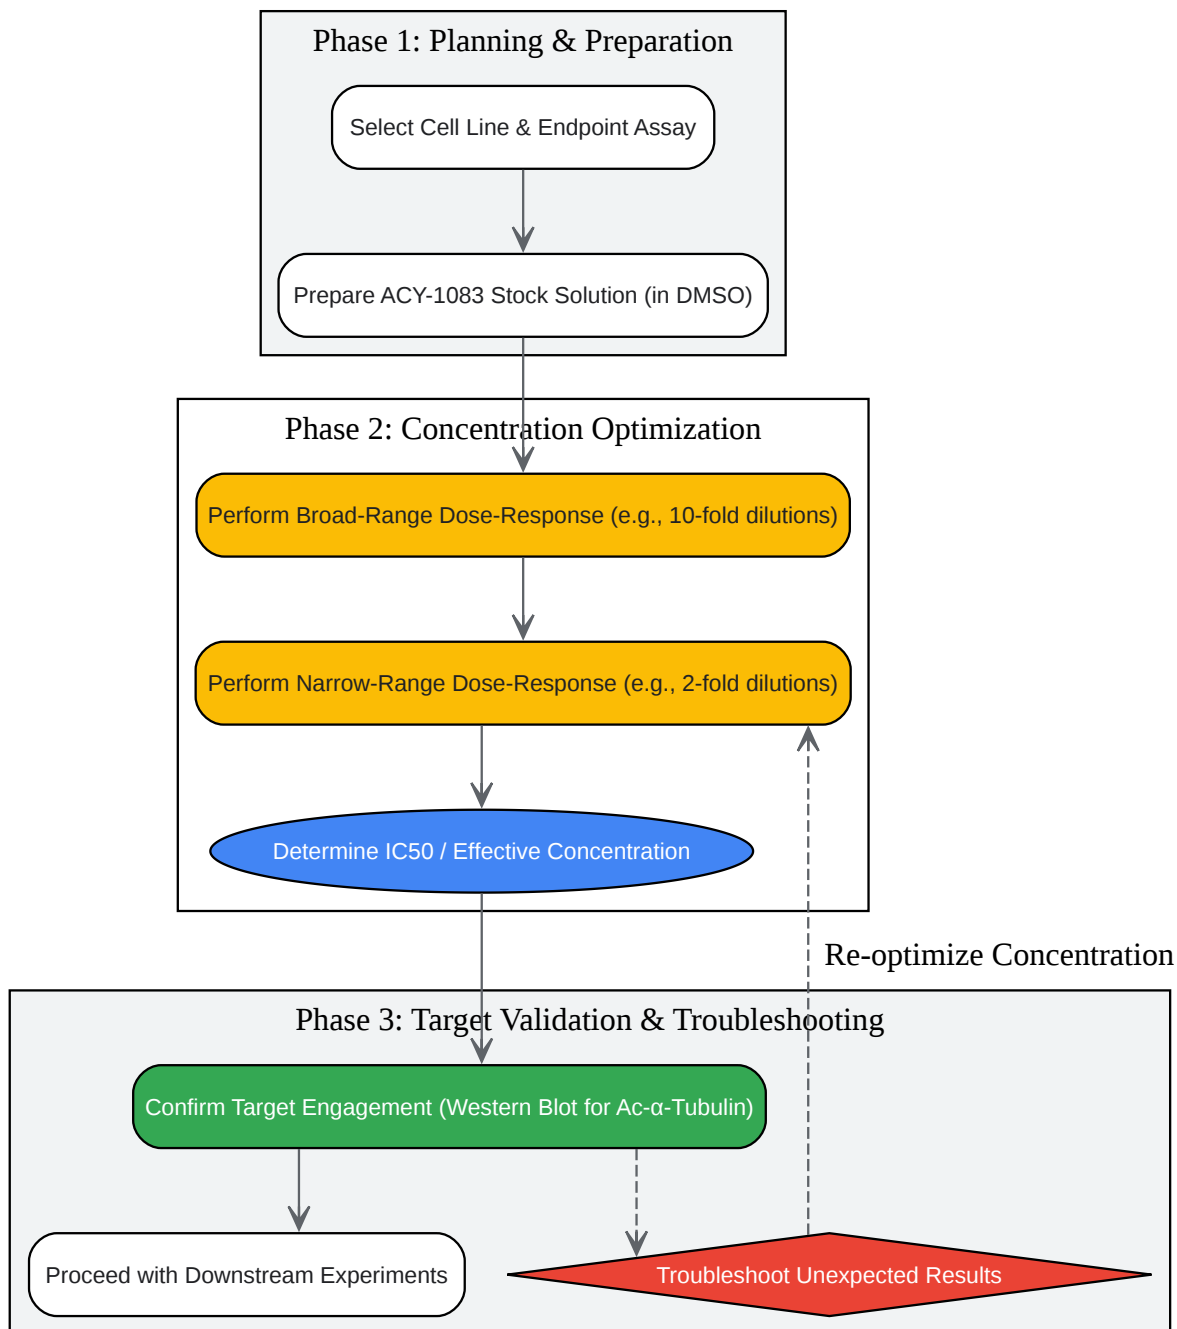 Phase 1: Planning & Preparation
Select Cell Line & Endpoint Assay
Prepare ACY-1083 Stock Solution (in DMSO)
Phase 2: Concentration Optimization
Perform Broad-Range Dose-Response (e.g., 10-fold dilutions)
Perform Narrow-Range Dose-Response (e.g., 2-fold dilutions)
Determine IC50 / Effective Concentration
Re-optimize Concentration
Phase 3: Target Validation & Troubleshooting
Confirm Target Engagement (Western Blot for Ac-α-Tubulin)
Proceed with Downstream Experiments
Troubleshoot Unexpected Results